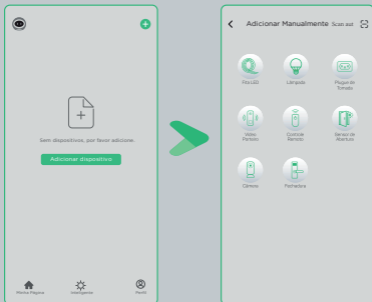 Adicionar Manualmente Scan aut
Sem dispositivos, por favor adicione.
Adicionar dispositivo
Minha Página
Inteligente
Perfil
Fita LED
Lâmpada
Plugue de
Tomada
Vídeo
Porteiro
Controle
Remoto
Sensor de
Abertura
Câmera
Fechadura